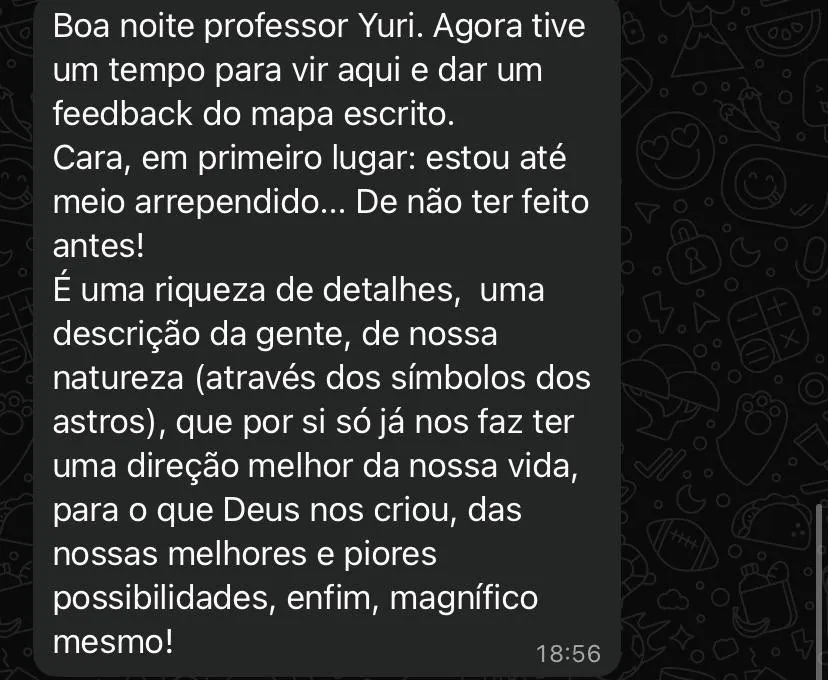 Boa noite professor Yuri. Agora tive
um tempo para vir aqui e dar um
feedback do mapa escrito.
Cara, em primeiro lugar: estou até
meio arrependido... De não ter feito
antes!
É uma riqueza de detalhes,  uma
descrição da gente, de nossa
natureza (através dos símbolos dos
astros), que por si só já nos faz ter
uma direção melhor da nossa vida,
para o que Deus nos criou, das
nossas melhores e piores
possibilidades, enfim, magnífico
mesmo!
18:56